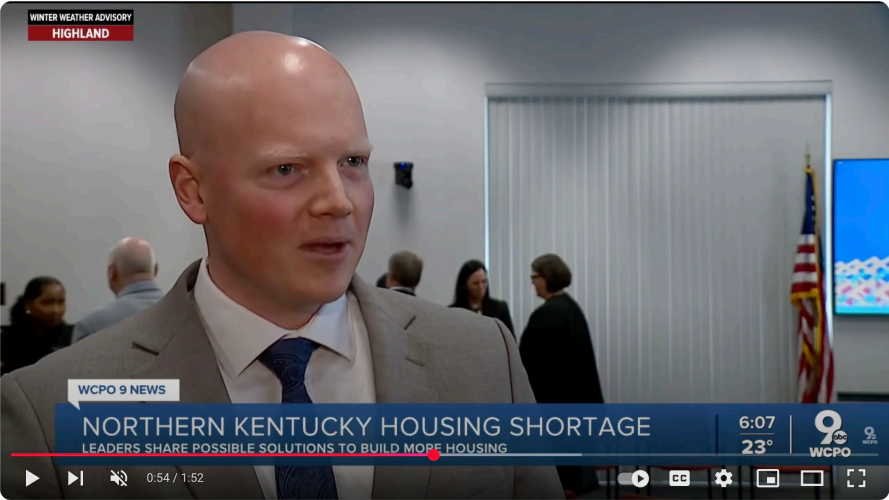 WINTER WEATHER ADVISORY
HIGHLAND
WCPO 9 NEWS
NORTHERN KENTUCKY HOUSING SHORTAGE
LEADERS SHARE POSSIBLE SOLUTIONS TO BUILD MORE HOUSING
6:07
23°
9 abc
WCPO
9
WCPO
0:54 / 1:52
CC